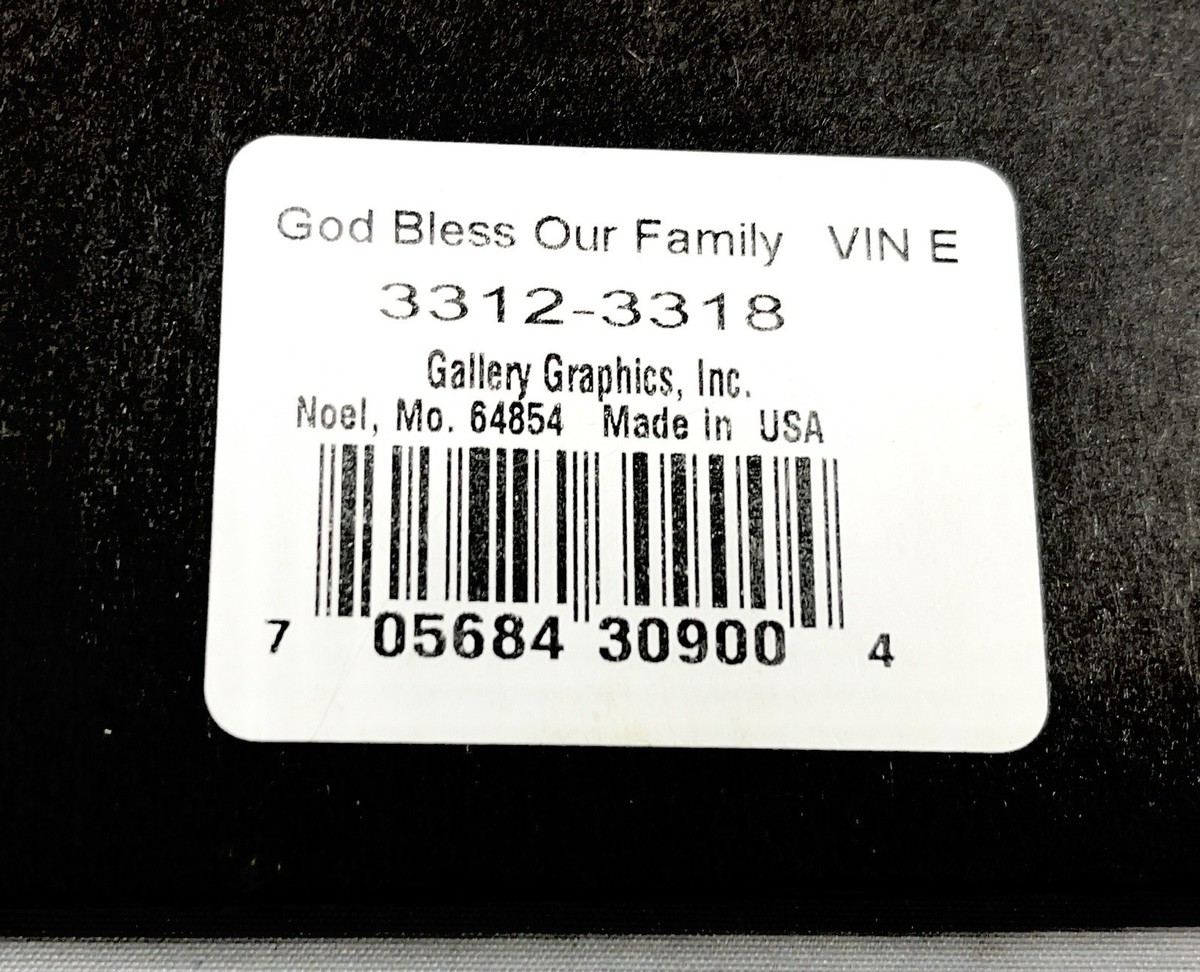 God Bless Our Family VIN E
3312-3318
Gallery Graphics, Inc.
Noel, Mo. 64854 Made in USA
7 05684 30900 4